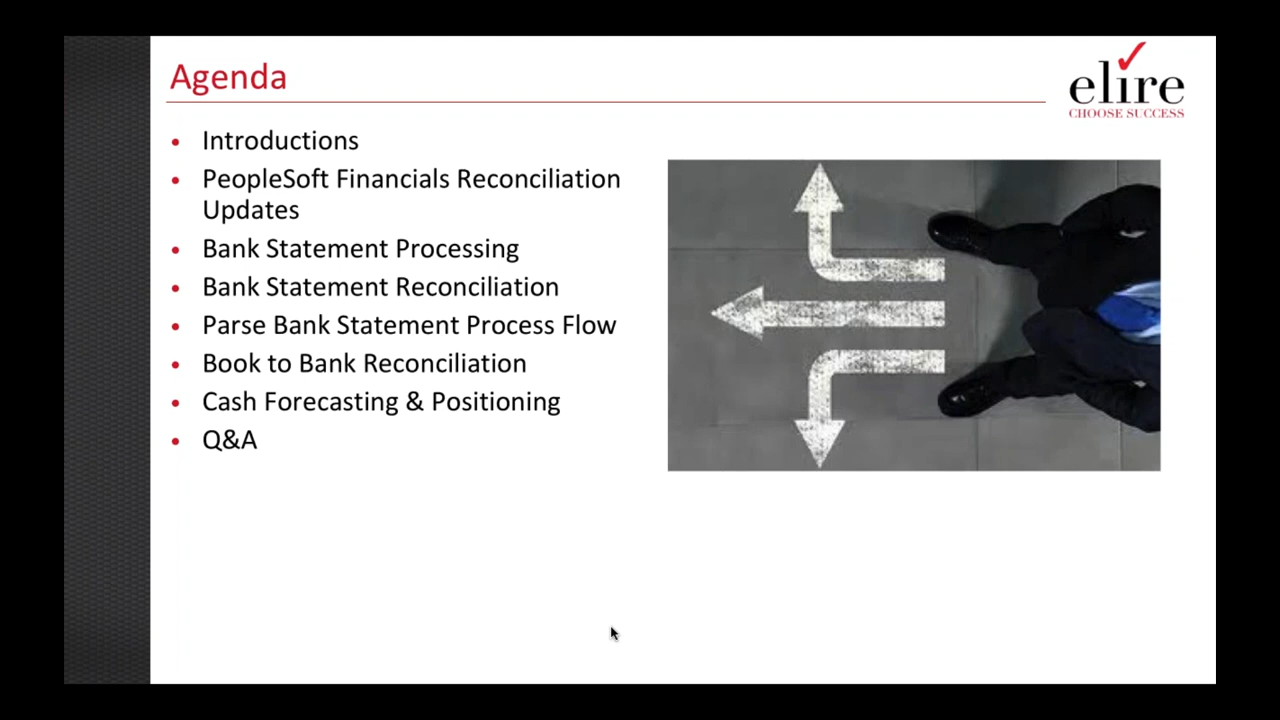 Agenda
elire
CHOOSE SUCCESS
Introductions
PeopleSoft Financials Reconciliation
Updates
Bank Statement Processing
Bank Statement Reconciliation
Parse Bank Statement Process Flow
Book to Bank Reconciliation
Cash Forecasting & Positioning
Q&A